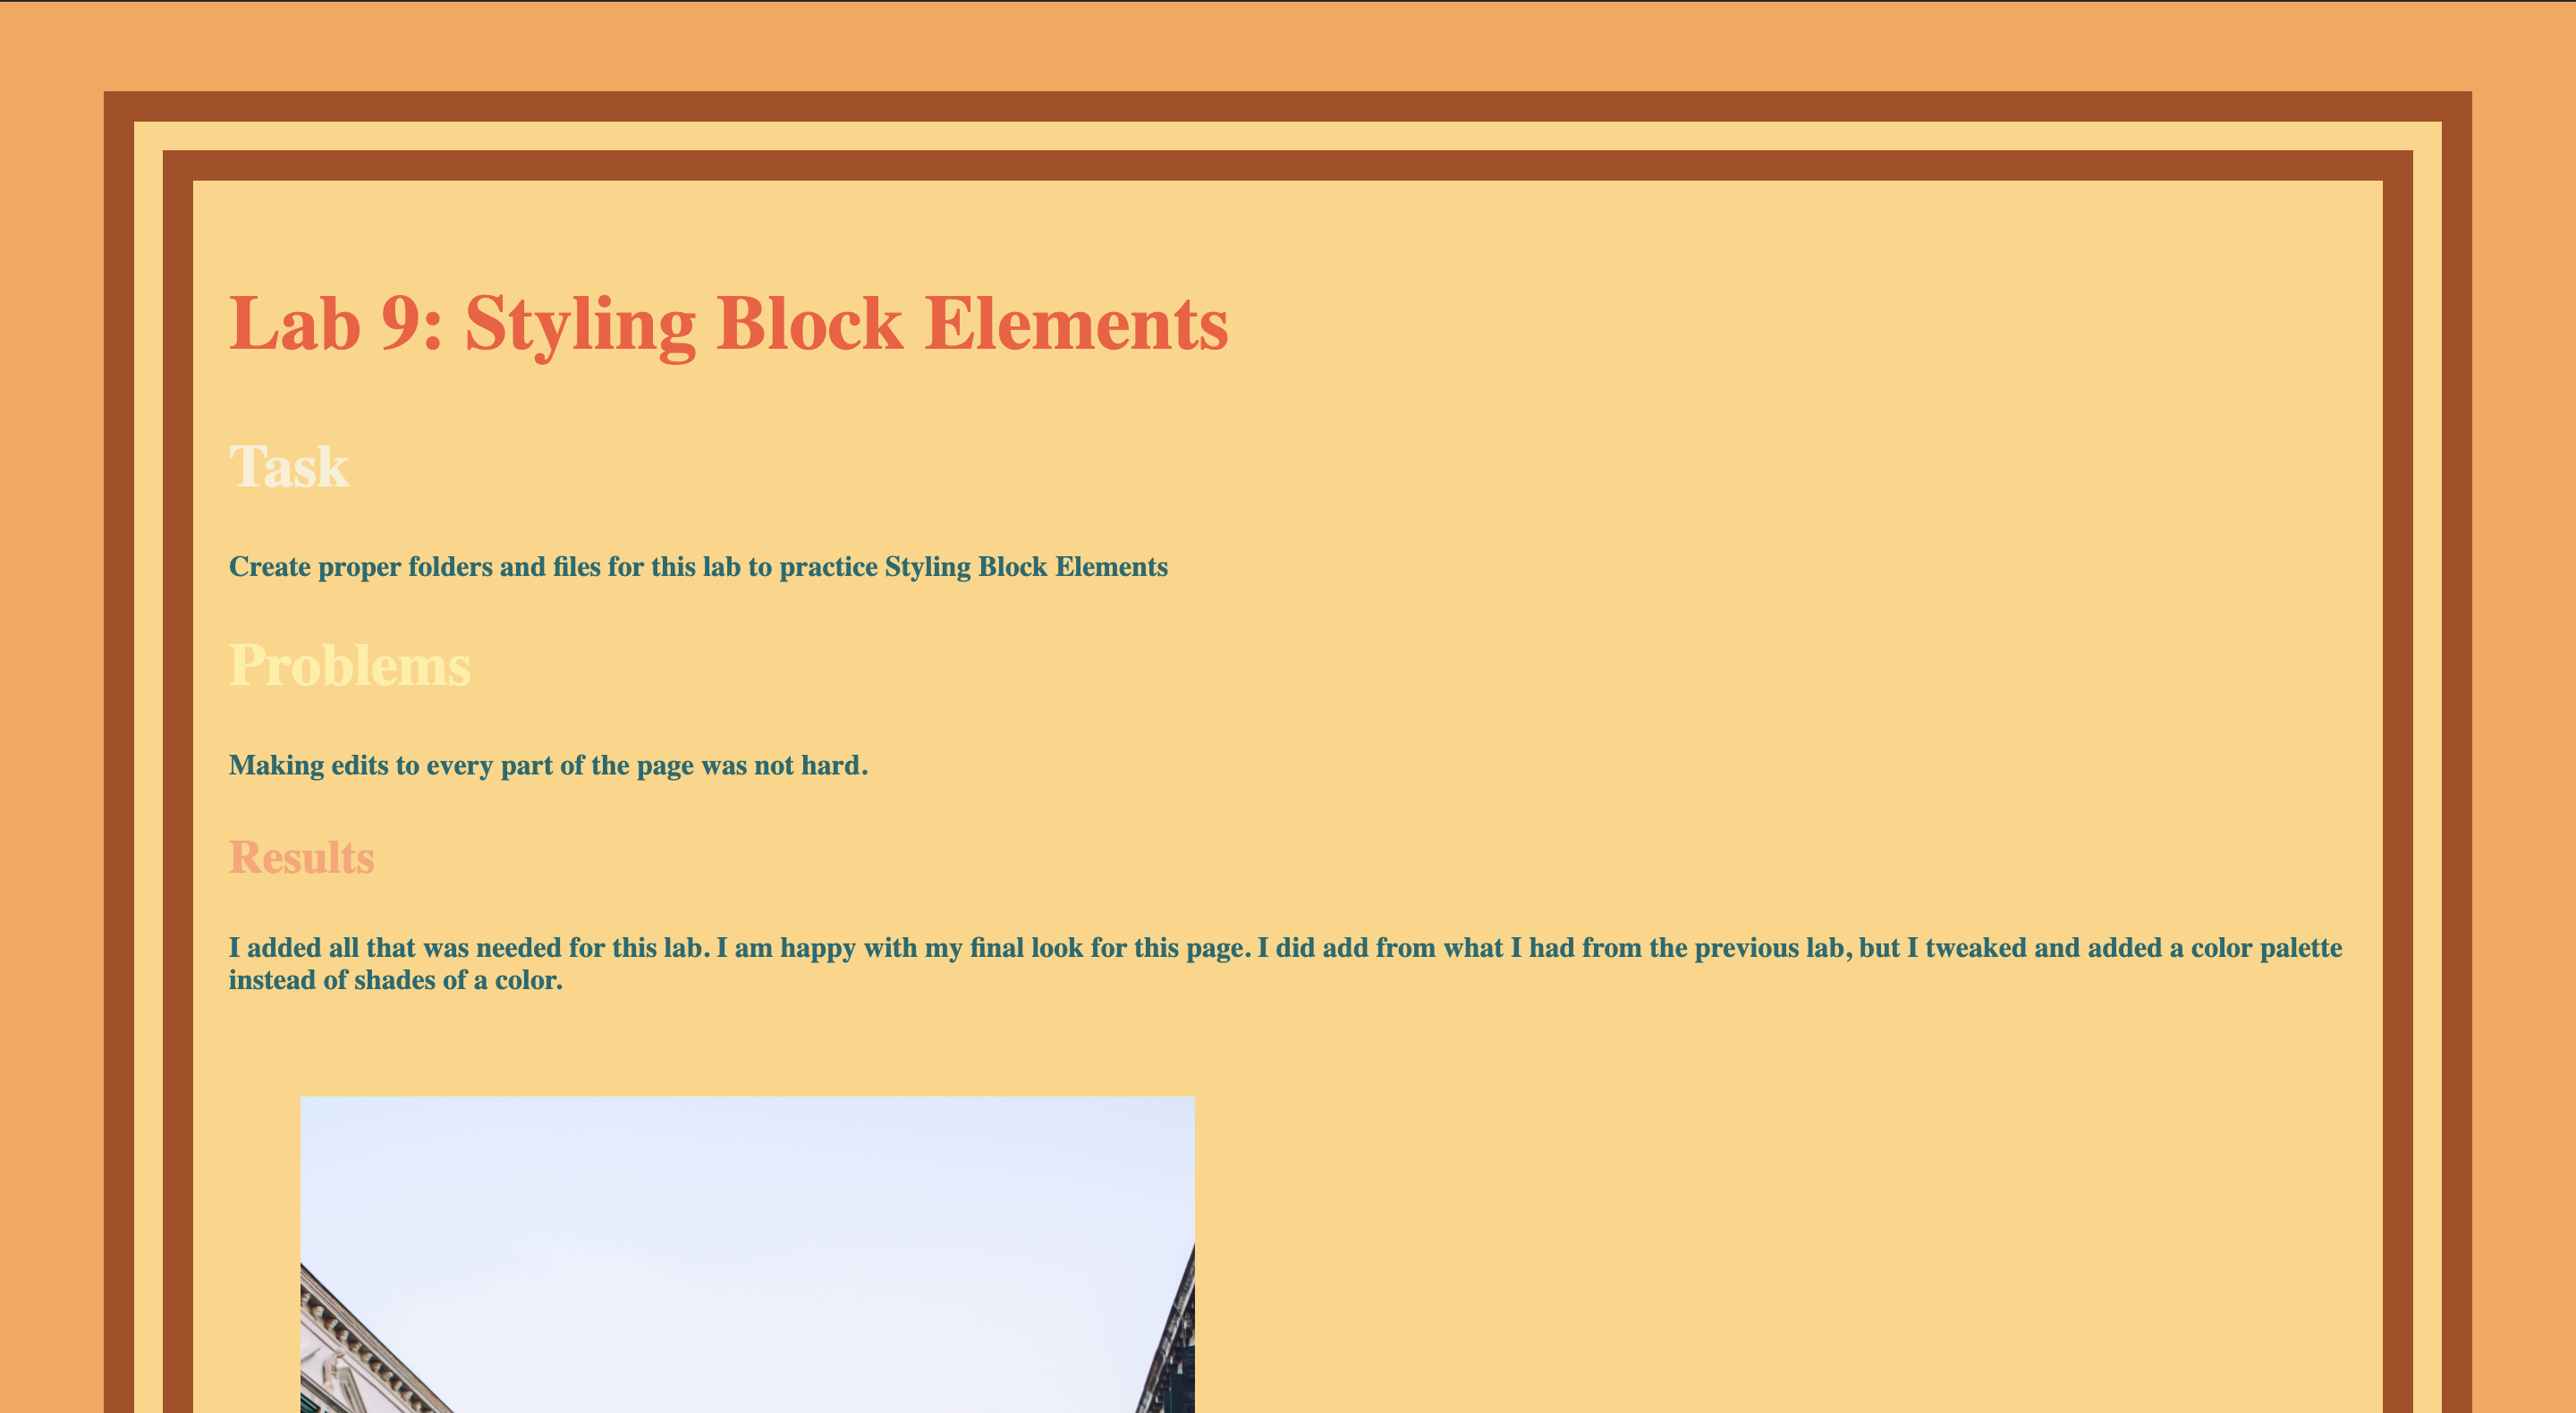 Lab 9: Styling Block Elements
Task
Create proper folders and files for this lab to practice Styling Block Elements
Problems
Making edits to every part of the page was not hard.
Results
I added all that was needed for this lab. I am happy with my final look for this page. I did add from what I had from the previous lab, but I tweaked and added a color palette
instead of shades of a color.